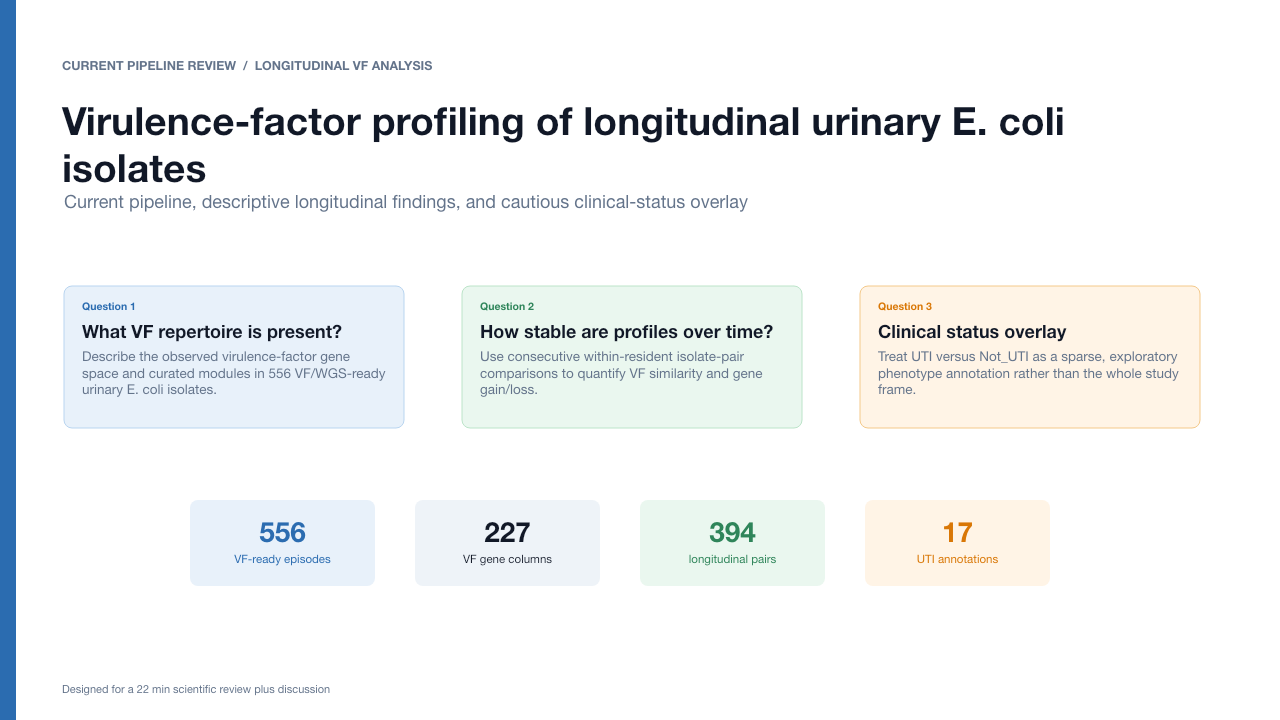 CURRENT PIPELINE REVIEW / LONGITUDINAL VF ANALYSIS
Virulence-factor profiling of longitudinal urinary E. coli
isolates
Current pipeline, descriptive longitudinal findings, and cautious clinical-status overlay
Question 1
What VF repertoire is present?
Describe the observed virulence-factor gene
space and curated modules in 556 VF/WGS-ready
urinary E. coli isolates.
Question 2
How stable are profiles over time?
Use consecutive within-resident isolate-pair
comparisons to quantify VF similarity and gene
gain/loss.
Question 3
Clinical status overlay
Treat UTI versus Not_UTI as a sparse, exploratory
phenotype annotation rather than the whole study
frame.
556
VF-ready episodes
227
VF gene columns
394
longitudinal pairs
17
UTI annotations
Designed for a 22 min scientific review plus discussion